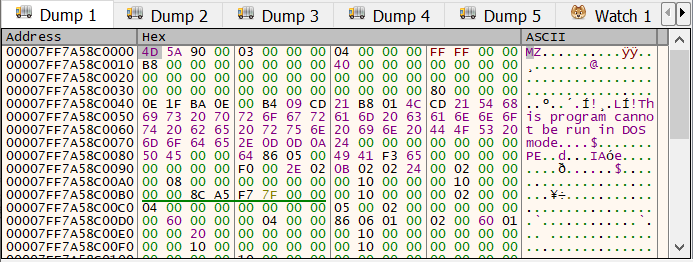 Dump 1 Dump 2 Dump 3 Dump 4 Dump 5 Watch 1
Address Hex ASCII
00007FF7A58C0000 4D 5A 90 00 03 00 00 00 04 00 00 00 FF FF 00 00 MZ..........ÿÿ..
00007FF7A58C0010 B8 00 00 00 00 00 00 00 40 00 00 00 00 00 00 00 ¸.......@.......
00007FF7A58C0020 00 00 00 00 00 00 00 00 00 00 00 00 00 00 00 00 ................
00007FF7A58C0030 00 00 00 00 00 00 00 00 00 00 00 00 80 00 00 00 ................
00007FF7A58C0040 0E 1F BA 0E 00 B4 09 CD 21 B8 01 4C CD 21 54 68 ..º..´.Í!¸.LÍ!Th
00007FF7A58C0050 69 73 20 70 72 6F 67 72 61 6D 20 63 61 6E 6E 6F is program canno
00007FF7A58C0060 74 20 62 65 20 72 75 6E 20 69 6E 20 44 4F 53 20 t be run in DOS
00007FF7A58C0070 6D 6F 64 65 2E 0D 0D 0A 24 00 00 00 00 00 00 00 mode....$.......
00007FF7A58C0080 50 45 00 00 64 86 05 00 49 41 F3 65 00 00 00 00 PE..d...IAóe....
00007FF7A58C0090 00 00 00 00 F0 00 2E 02 0B 02 02 24 00 02 00 00 ....ð......$....
00007FF7A58C00A0 00 08 00 00 00 00 00 00 00 10 00 00 00 10 00 00 ................
00007FF7A58C00B0 00 00 8C A5 F7 7F 00 00 00 10 00 00 00 02 00 00 ...¥÷...........
00007FF7A58C00C0 04 00 00 00 00 00 00 00 05 00 02 00 00 00 00 00 ................
00007FF7A58C00D0 00 60 00 00 00 04 00 00 86 06 01 00 02 00 60 01 .`............`.
00007FF7A58C00E0 00 00 20 00 00 00 00 00 00 10 00 00 00 00 00 00 .. .............
00007FF7A58C00F0 00 00 10 00 00 00 00 00 00 10 00 00 00 00 00 00 ................